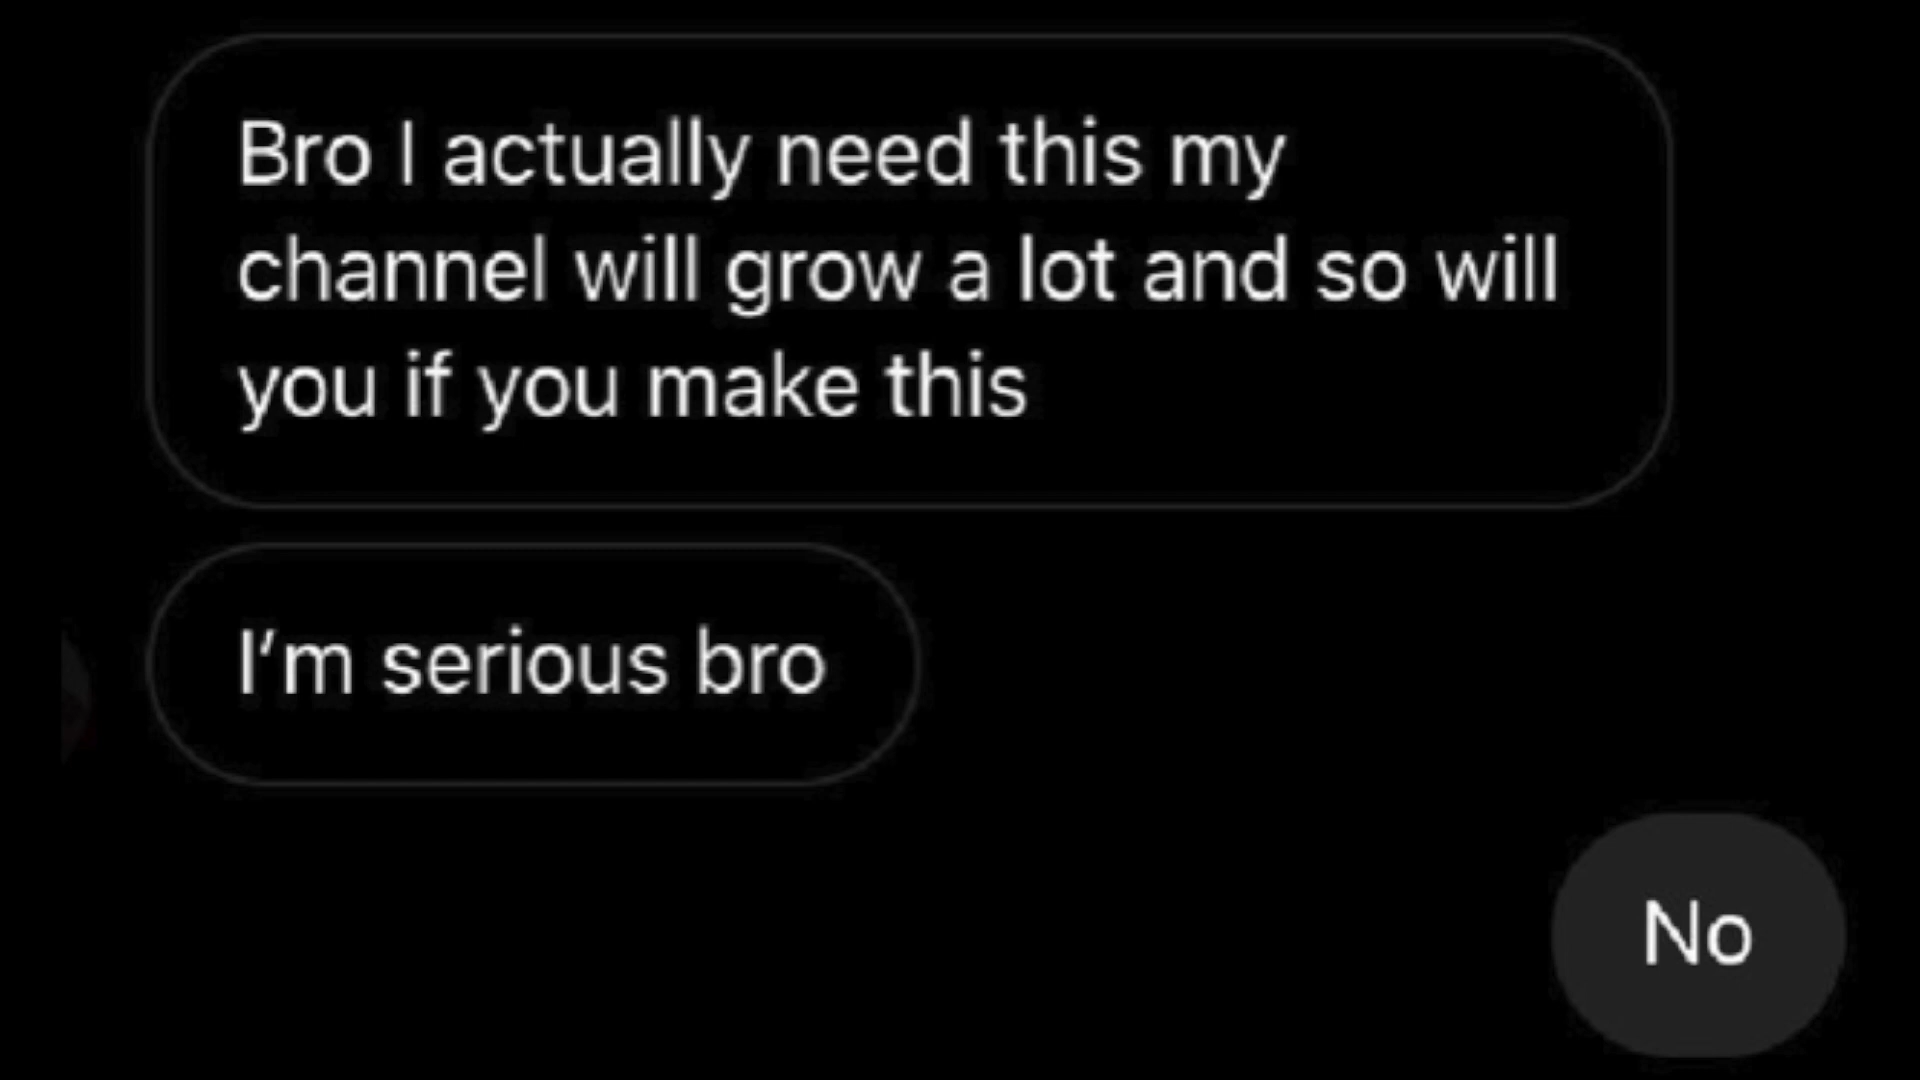 Bro I actually need this my
channel will grow a lot and so will
you if you make this
I'm serious bro
No